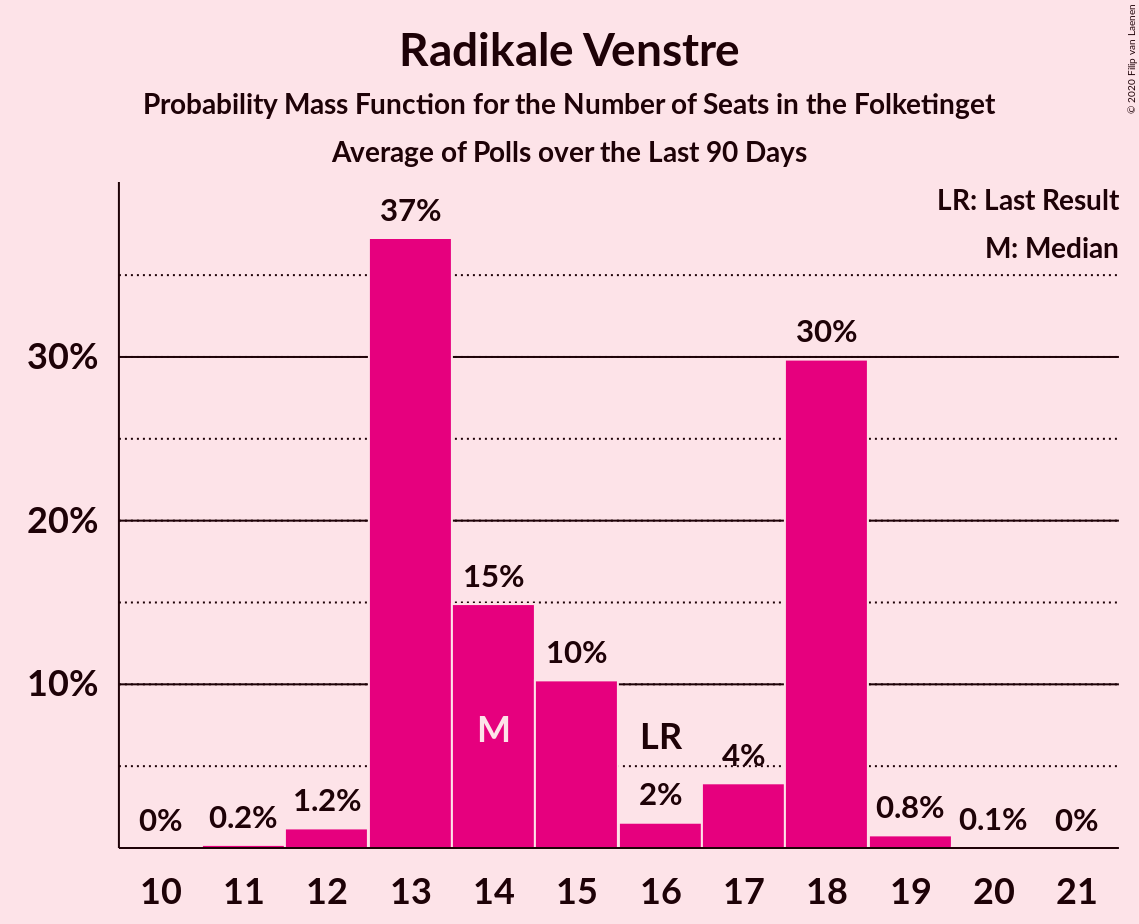 Radikale Venstre
Probability Mass Function for the Number of Seats in the Folketinget
Average of Polls over the Last 90 Days
© 2020 Filip van Laenen
LR: Last Result
M: Median
37%
30%
30%
20%
15%
10%
10%
M
LR
4%
2%
0%
0.2%
1.2%
0.8%
0.1%
0%
10 11 12 13 14 15 16 17 18 19 20 21